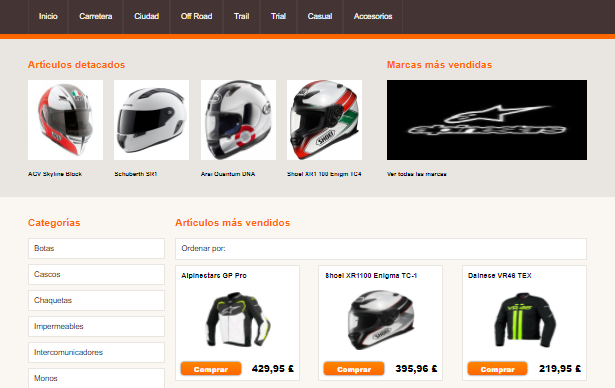 Inicio
Carretera
Ciudad
Off Road
Trail
Trial
Casual
Accesorios
Artículos detacados
Marcas más vendidas
alpinestars
AGV Skyline Block
Schuberth SR1
Arai Quantum DNA
Shoei XR1 100 Enigm TC4
Ver todas las marcas
Categorías
Artículos más vendidos
Botas
Ordenar por:
Cascos
Alpinestars GP Pro
Shoei XR1100 Enigma TC-1
Dainese VR46 TEX
Chaquetas
Impermeables
Intercomunicadores
Comprar
429,95 £
Comprar
395,96 £
Comprar
219,95 £
Monos